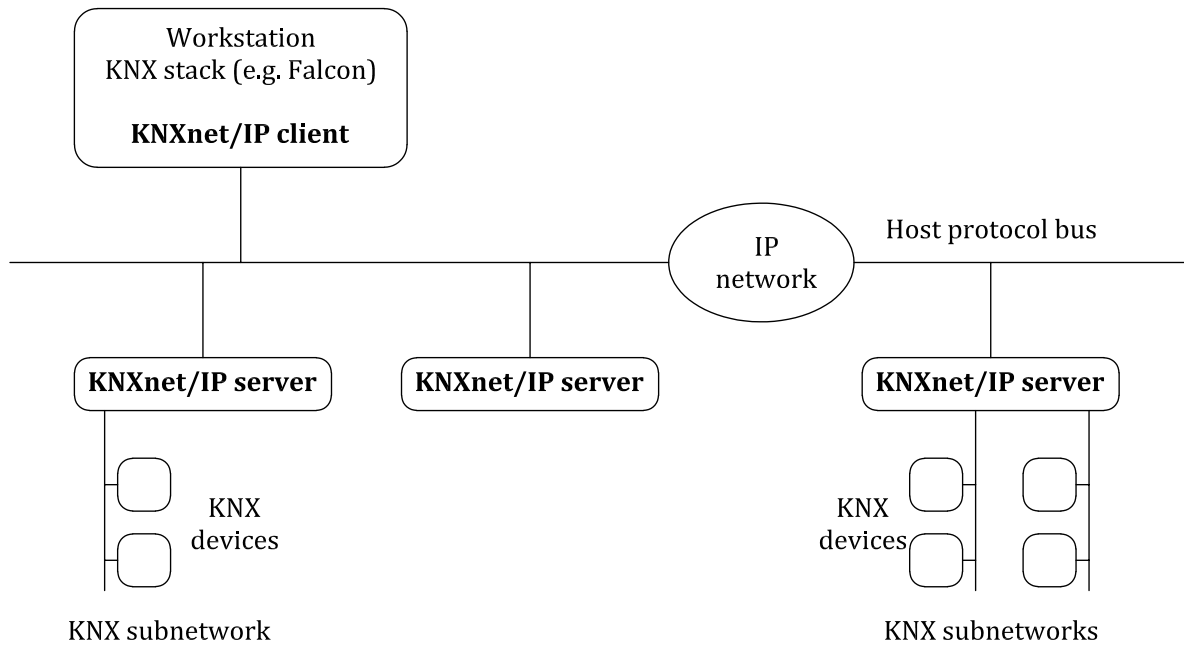 Workstation
KNX stack (e.g. Falcon)
KNXnet/IP client
IP
network
Host protocol bus
KNXnet/IP server
KNXnet/IP server
KNXnet/IP server
KNX
devices
KNX
devices
KNX subnetwork
KNX subnetworks